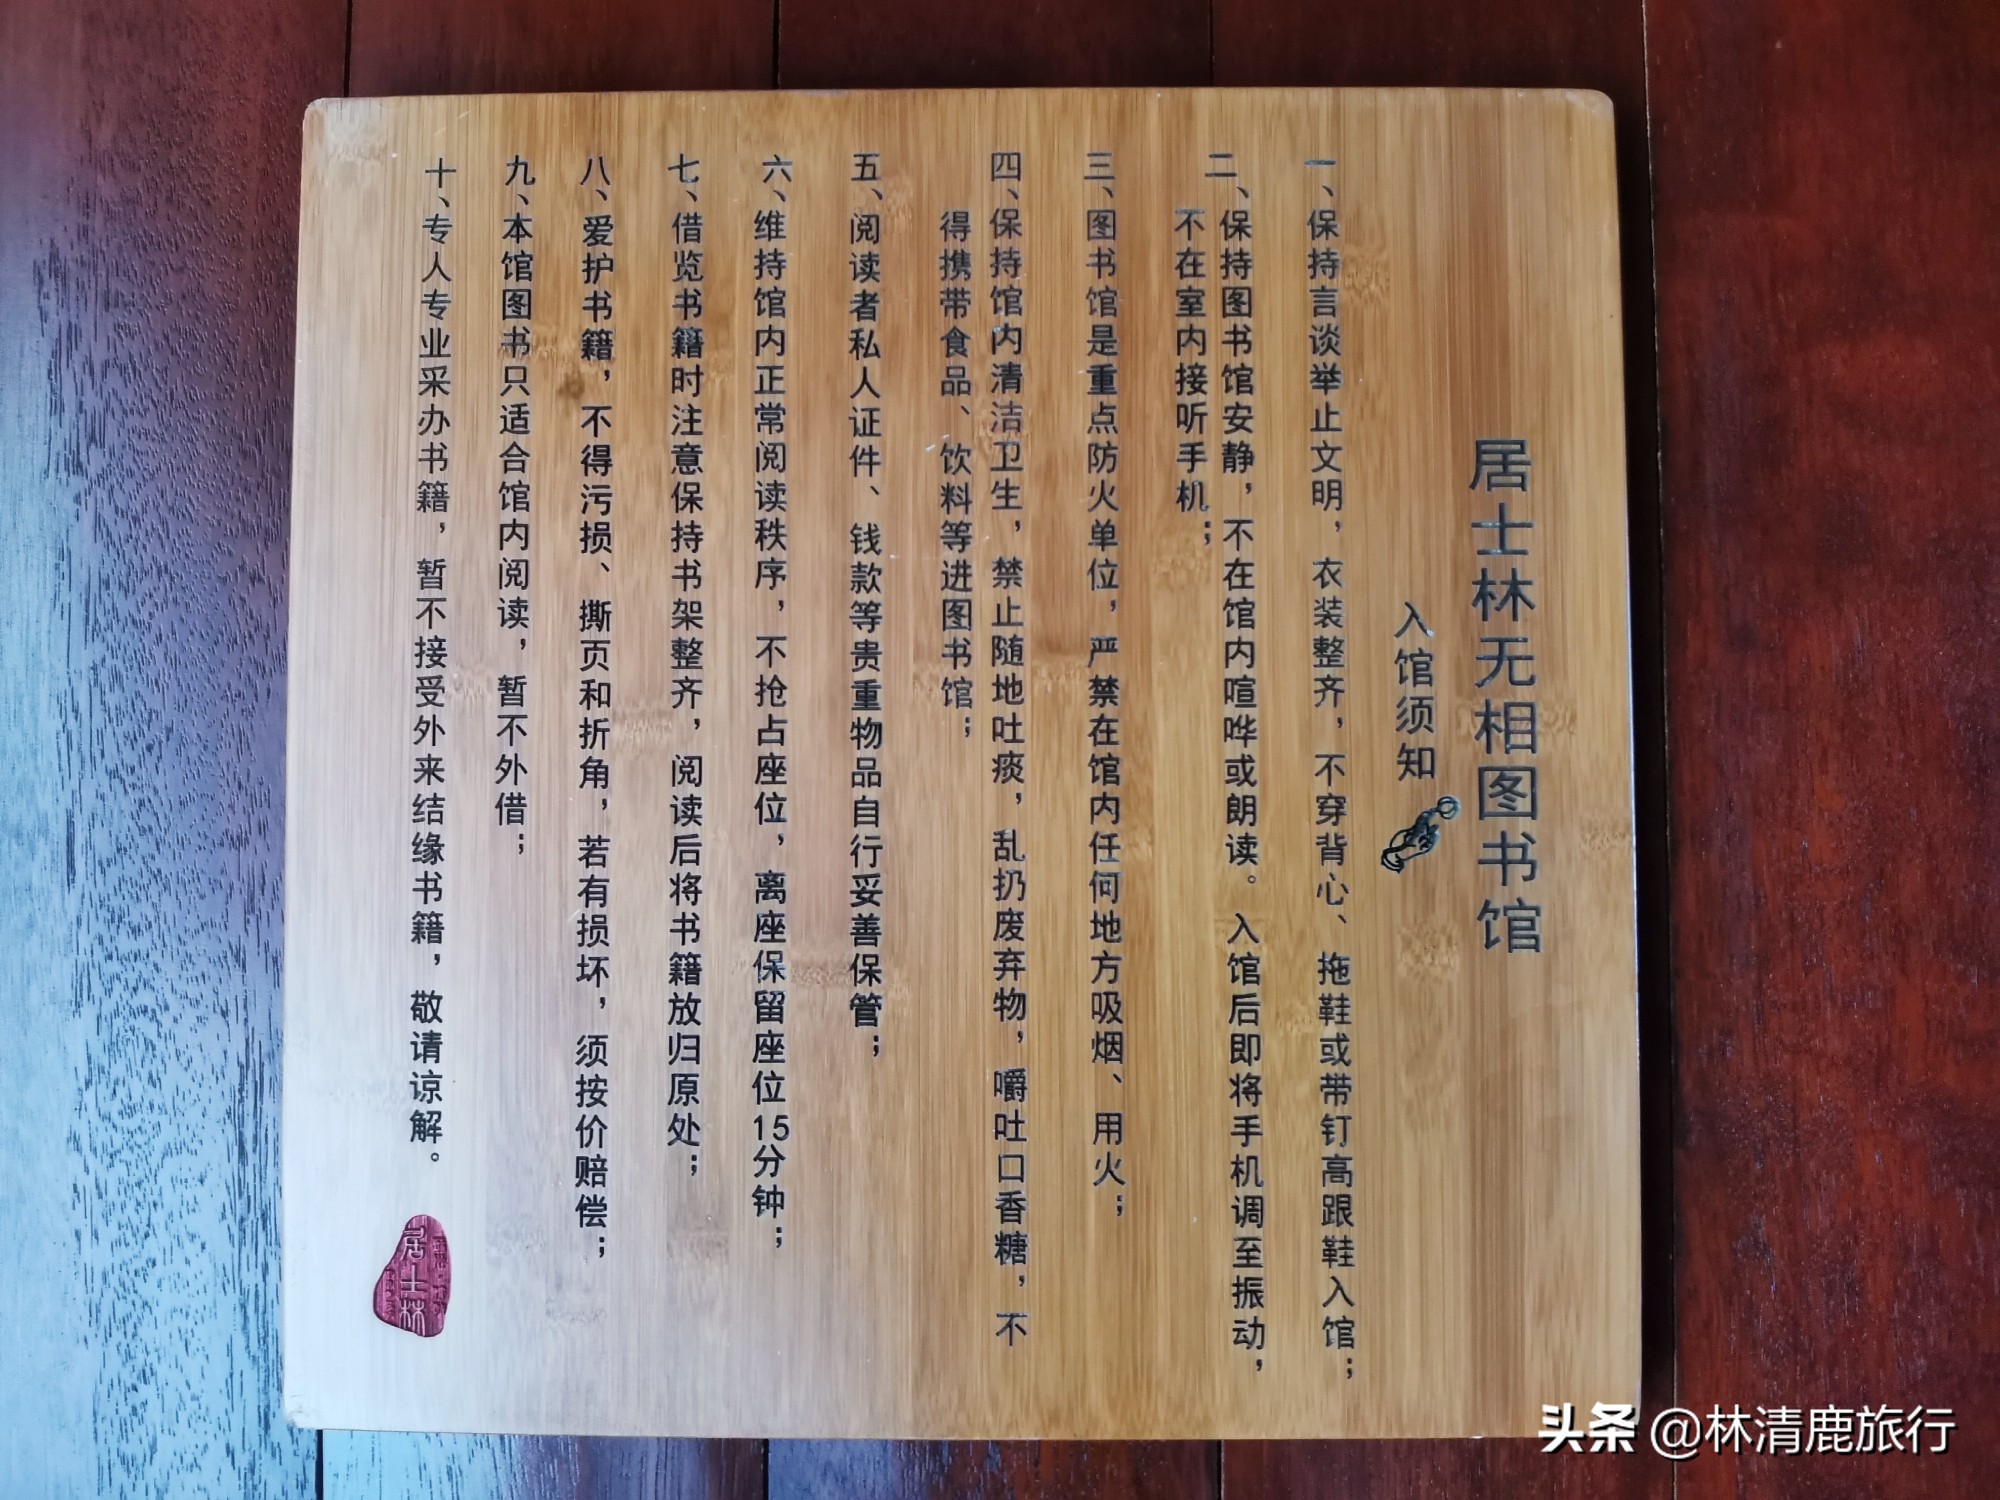 居士林无相图书馆
入馆须知
一、保持言谈举止文明，衣装整齐，不穿背心、拖鞋或带钉高跟鞋入馆；
二、保持图书馆安静，不在馆内喧哗或朗读。入馆后即将手机调至振动，
不在室内接听手机；
三、图书馆是重点防火单位，严禁在馆内任何地方吸烟、用火；
四、保持馆内清洁卫生，禁止随地吐痰，乱扔废弃物，嚼吐口香糖，不
得携带食品、饮料等进图书馆；
五、阅读者私人证件、钱款等贵重物品自行妥善保管；
六、维持馆内正常阅读秩序，不抢占座位，离座保留座位15分钟；
七、借览书籍时注意保持书架整齐，阅读后将书籍放归原处；
八、爱护书籍，不得污损、撕页和折角，若有损坏，须按价赔偿；
九、本馆图书只适合馆内阅读，暂不外借；
十、专人专业采办书籍，暂不接受外来结缘书籍，敬请谅解。
居士林
头条 @林清鹿旅行